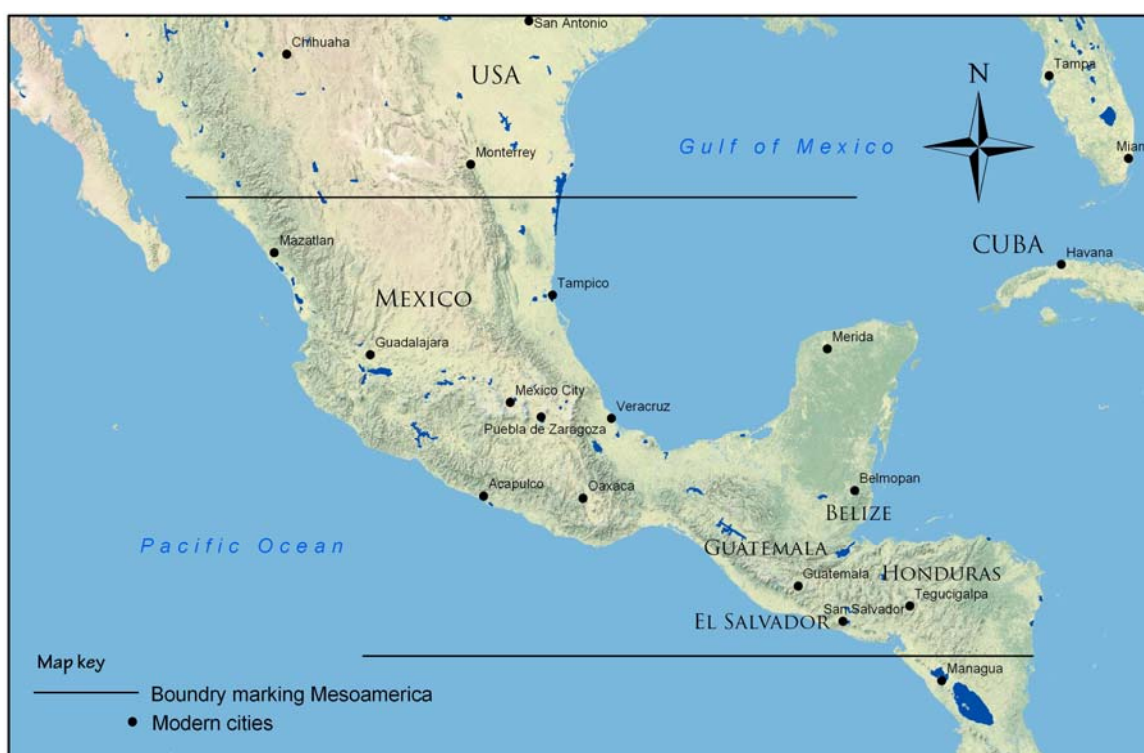 San Antonio
Chihuaha
USA
N
Tampa
Gulf of Mexico
Monterrey
Mian
Mazatlan
CUBA
Havana
Tampico
MEXICO
Merida
Guadalajara
Mexico City
Veracruz
Puebla de Zaragoza
Belmopan
Acapulco
Oaxaca
BELIZE
Pacific Ocean
GUATEMALA
HONDURAS
Guatemala
Tegucigalpa
San Salvador
EL SALVADOR
Map key
Managua
Boundry marking Mesoamerica
Modern cities